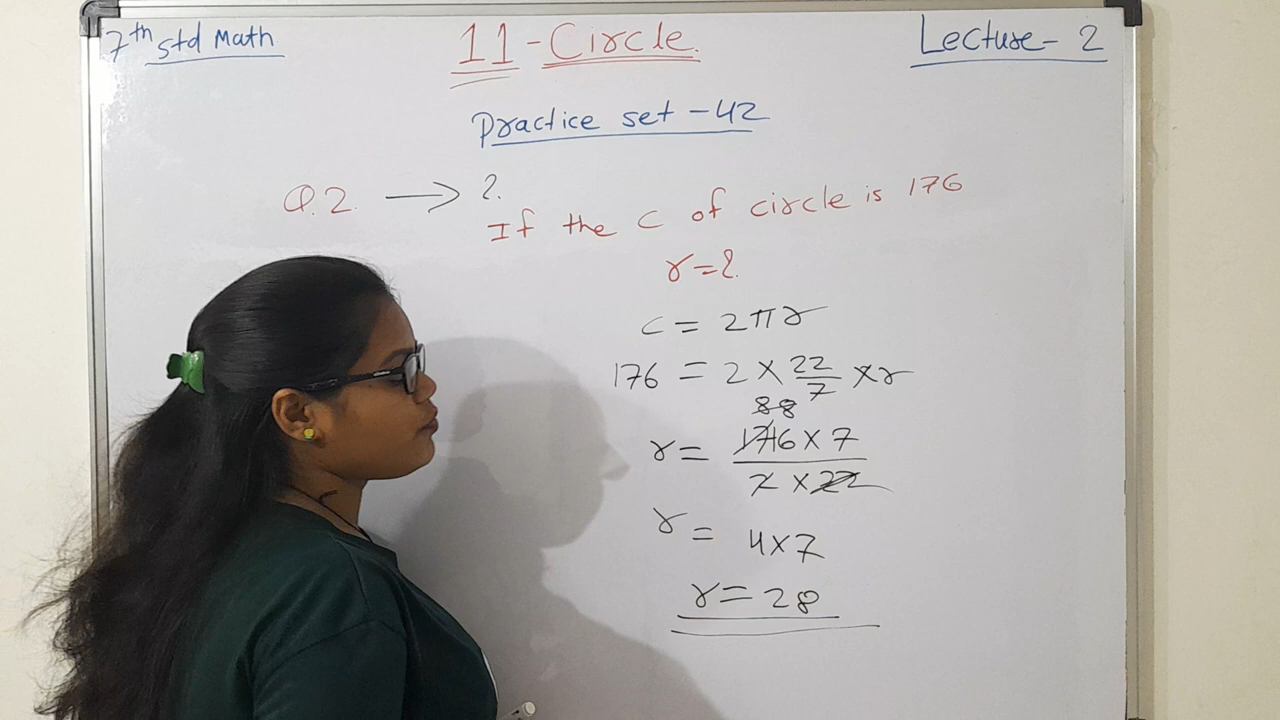 7th std Math
11-Circle.
Lecture-2
Practice set-42
Q.2. → 2.
If the c of circle is 176
r=?
c = 2πr
176 = 2 × 22/7 × r
88
r = 176 × 7 / 2 × 22
r = 4×7
r = 28